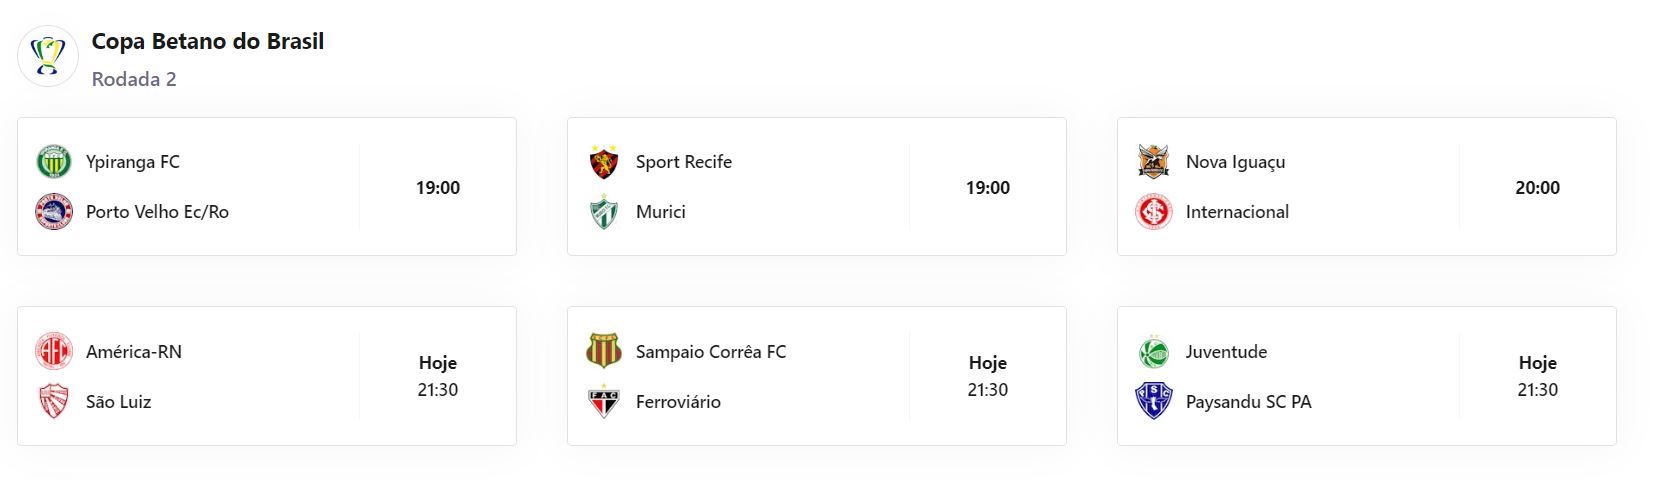 Copa Betano do Brasil
Rodada 2
Ypiranga FC
Porto Velho Ec/Ro
19:00
Sport Recife
Murici
19:00
Nova Iguaçu
Internacional
20:00
América-RN
São Luiz
Hoje
21:30
Sampaio Corrêa FC
Ferroviário
Hoje
21:30
Juventude
Paysandu SC PA
Hoje
21:30